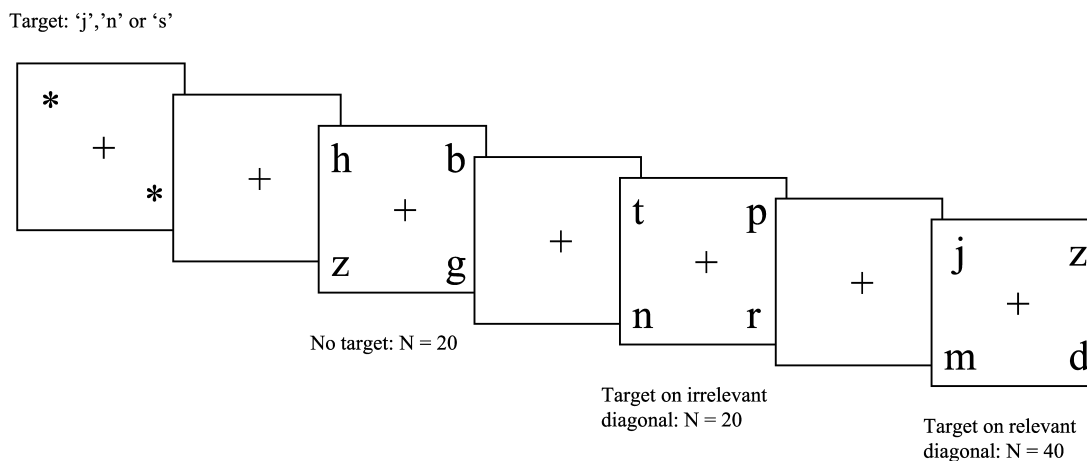 Target: ‘j’,’n’ or ‘s’
*
+
*
+
h b
+
z g
No target: N = 20
+
t p
+
n r
Target on irrelevant
diagonal: N = 20
+
j z
+
m d
Target on relevant
diagonal: N = 40